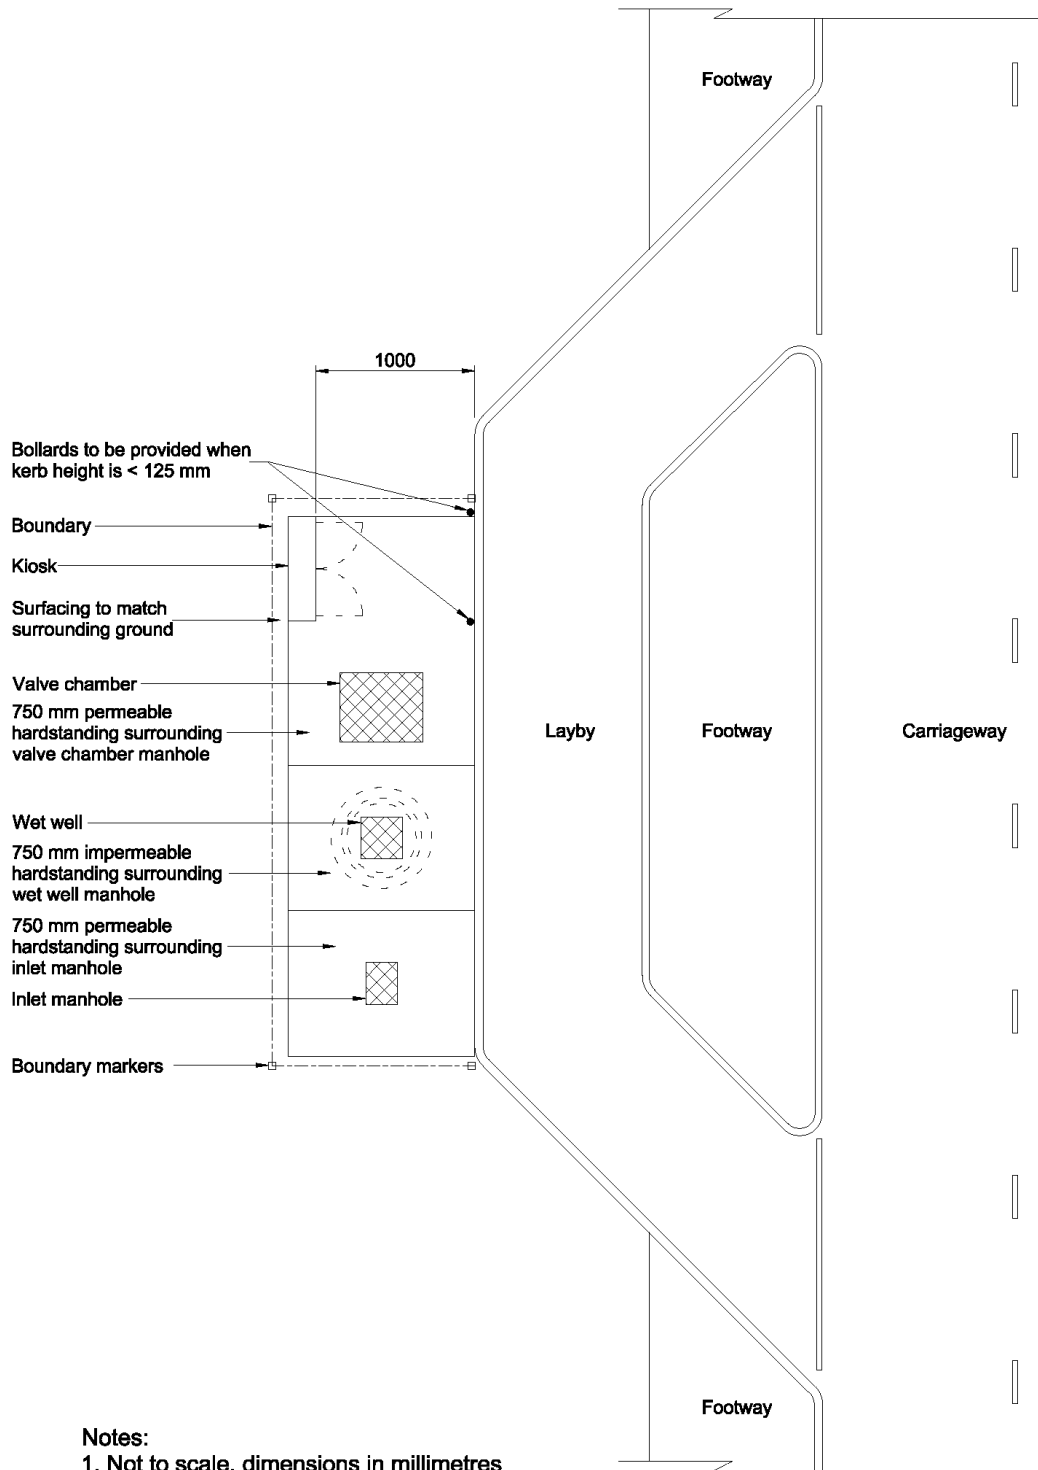 Footway
1000
Bollards to be provided when
kerb height is < 125 mm
Boundary
Kiosk
Surfacing to match
surrounding ground
Valve chamber
750 mm permeable
hardstanding surrounding
valve chamber manhole
Layby
Footway
Carriageway
Wet well
750 mm impermeable
hardstanding surrounding
wet well manhole
750 mm permeable
hardstanding surrounding
inlet manhole
Inlet manhole
Boundary markers
Footway
Notes:
1. Not to scale, dimensions in millimetres